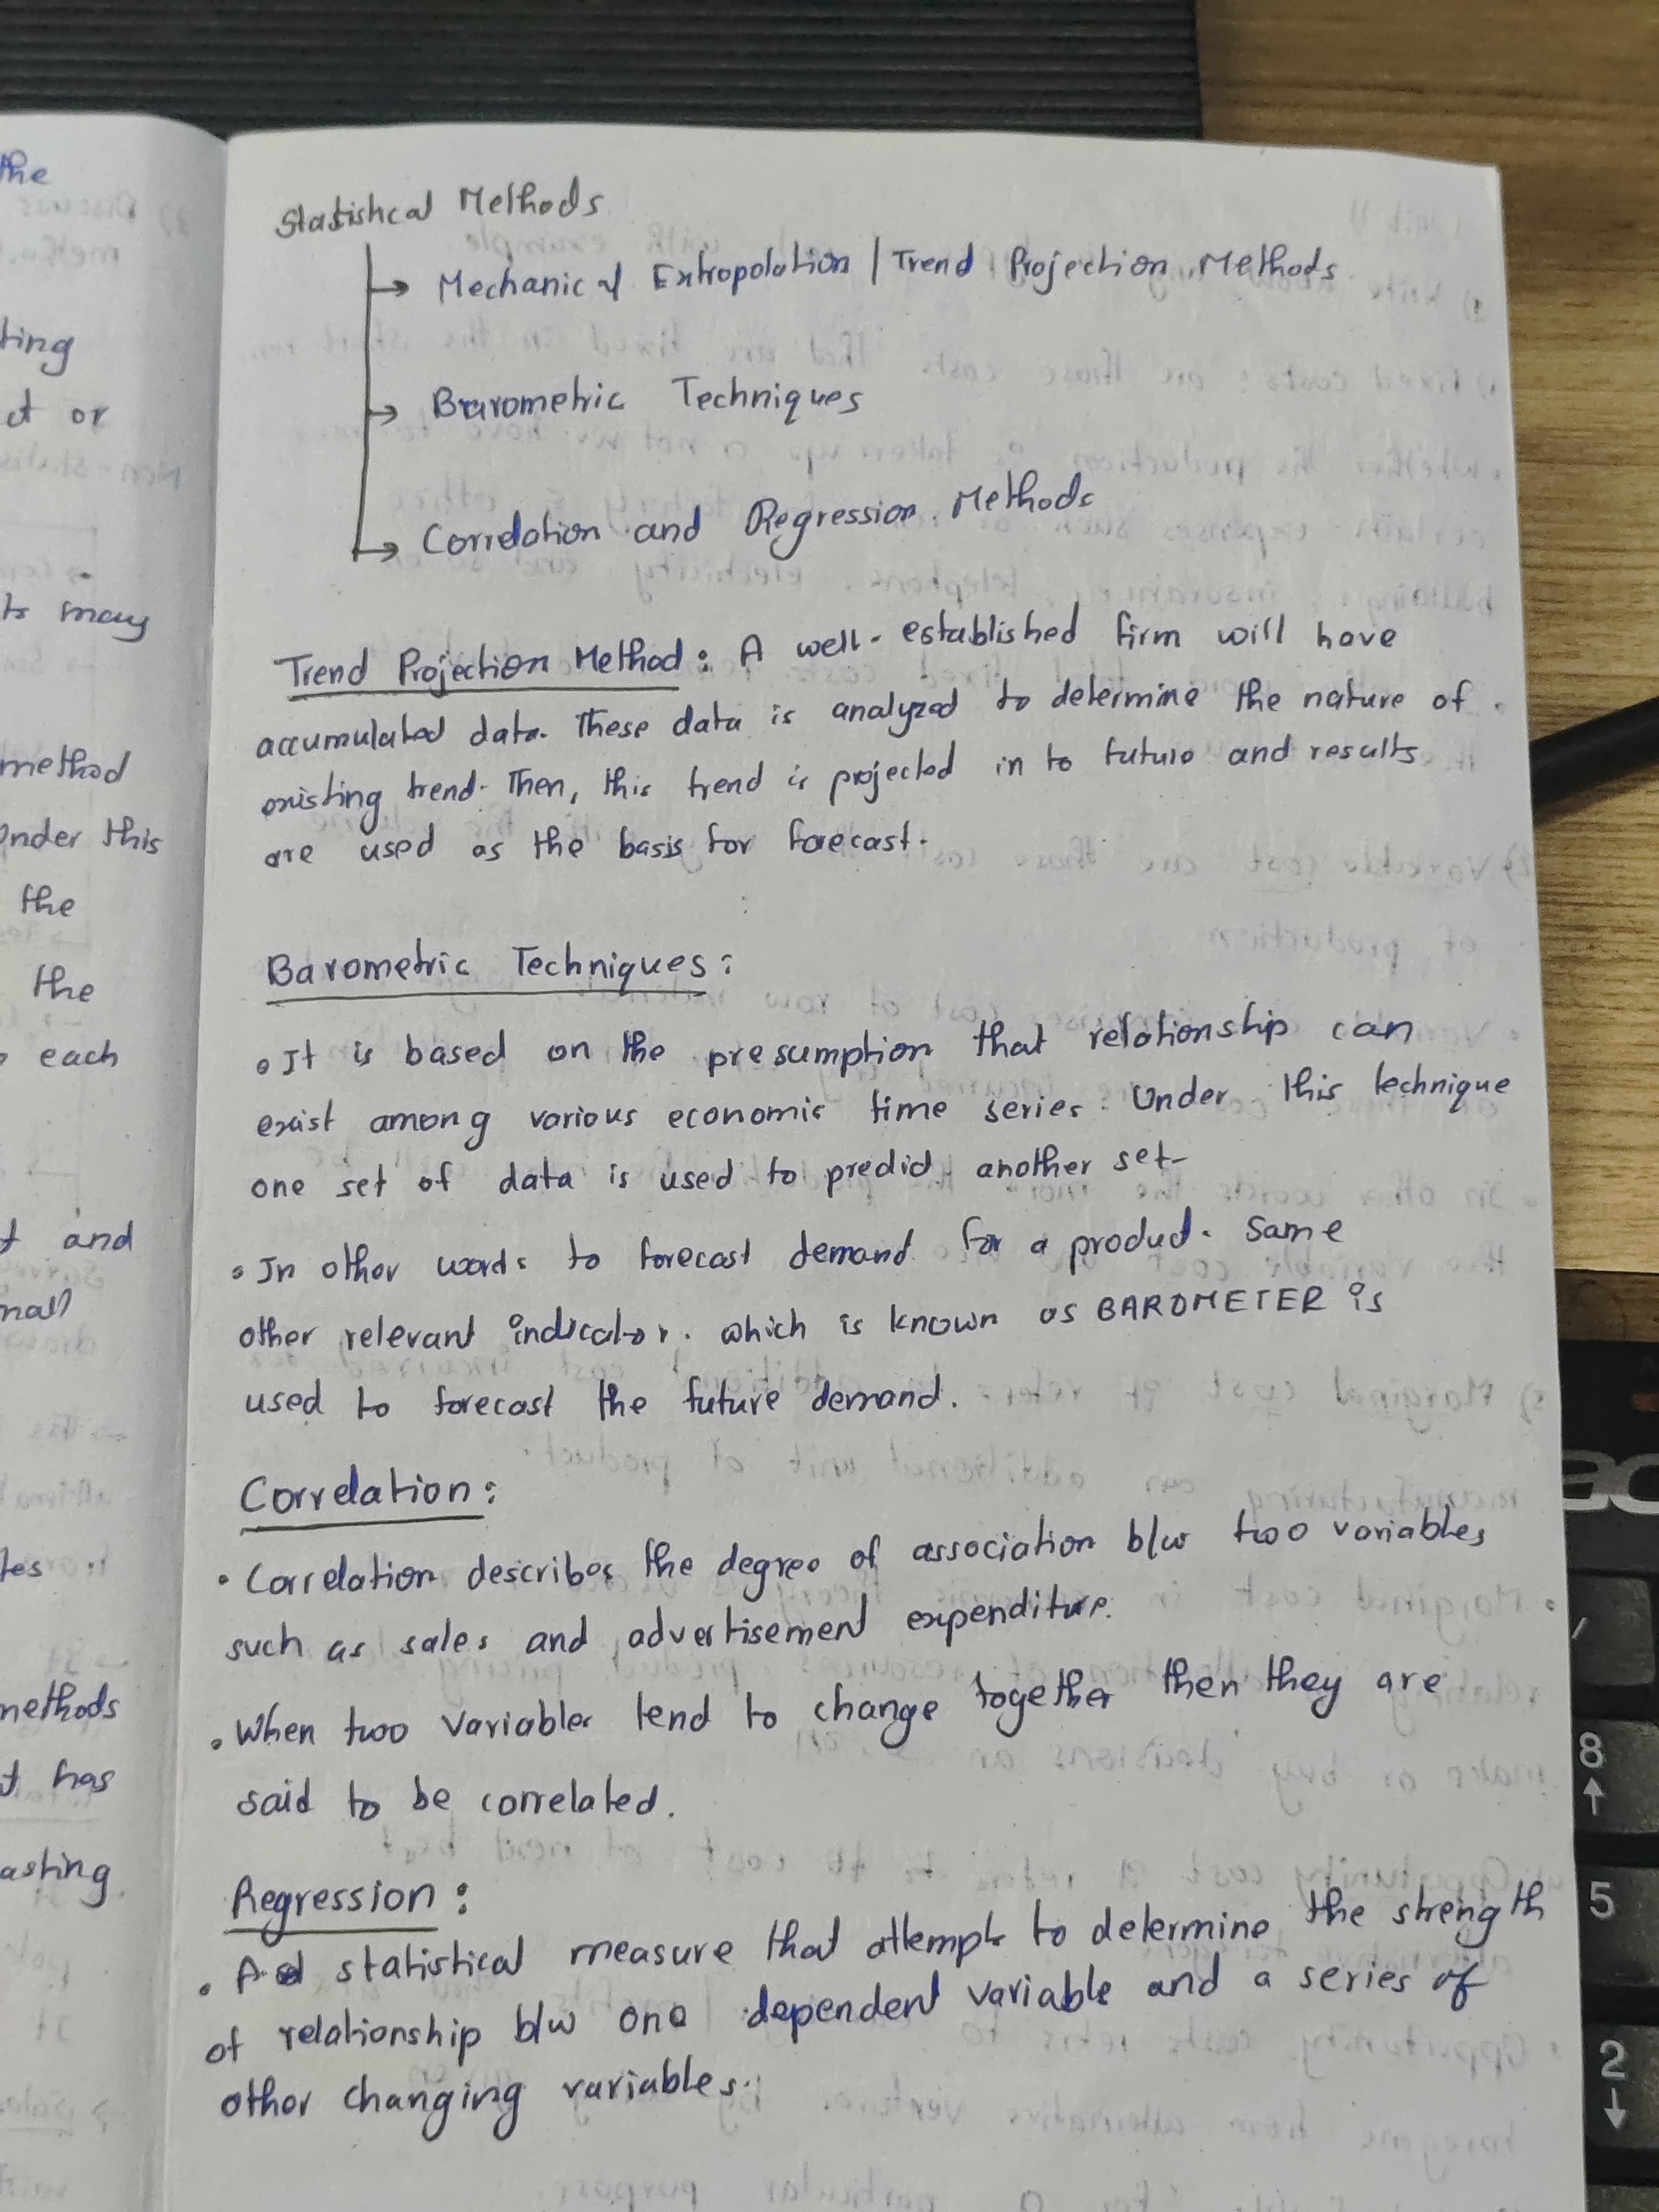 Statistical Methods
→ Mechanical Extropolation / Trend Projection Methods
→ Barometric Techniques
→ Correlation and Regression Methods
Trend Projection Method: A well-established firm will have
accumulated data. These data is analyzed to determine the nature of
existing trend. Then, this trend is projected in to future and results
are used as the basis for forecast.
Barometric Techniques:
• It is based on the presumption that relationship can
exist among various economic time series. Under this technique
one set of data is used to predict another set-
• In other words to forecast demand for a product. Same
other relevant indicator. which is known as BAROMETER is
used to forecast the future demand.
Correlation:
• Correlation describes the degree of association b/w two variables
such as sales and advertisement expenditure.
• When two variables tend to change together then they are
said to be correlated.
Regression:
• A statistical measure that attempts to determine the strength
of relationship b/w one dependent variable and a series of
other changing variables.
the
ting
ct or
ts may
method
Under this
the
the
each
t and
mall
tes
methods
t has
asting
ac
/
8
↑
5
2
↓